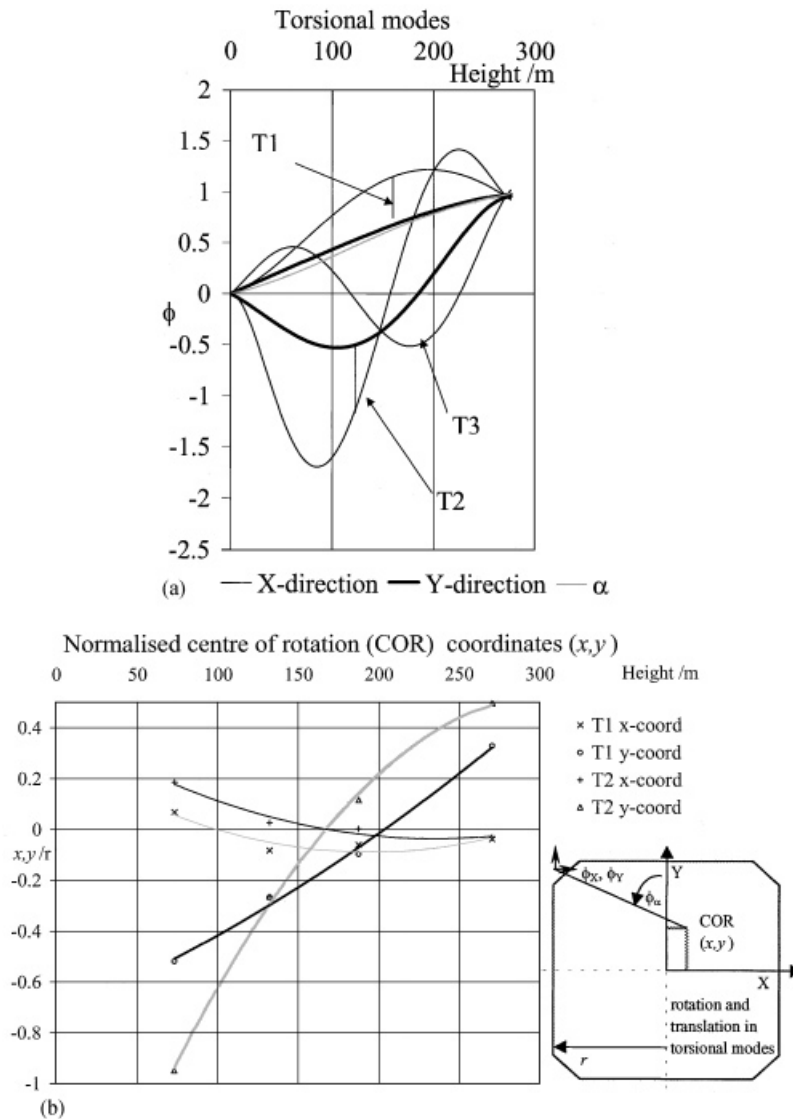 Torsional modes
0 100 200 300
Height /m
2
1.5
T1
1
0.5
0
ϕ
-0.5
-1
T3
-1.5
T2
-2
-2.5
(a) X-direction Y-direction α
Normalised centre of rotation (COR) coordinates (x,y)
0 50 100 150 200 250 300 Height /m
0.4
0.2
0
x,y/r
-0.2
-0.4
-0.6
-0.8
-1
× T1 x-coord
o T1 y-coord
+ T2 x-coord
▵ T2 y-coord
ϕX, ϕY
Y
ϕα
COR
(x,y)
X
rotation and
translation in
torsional modes
r
(b)